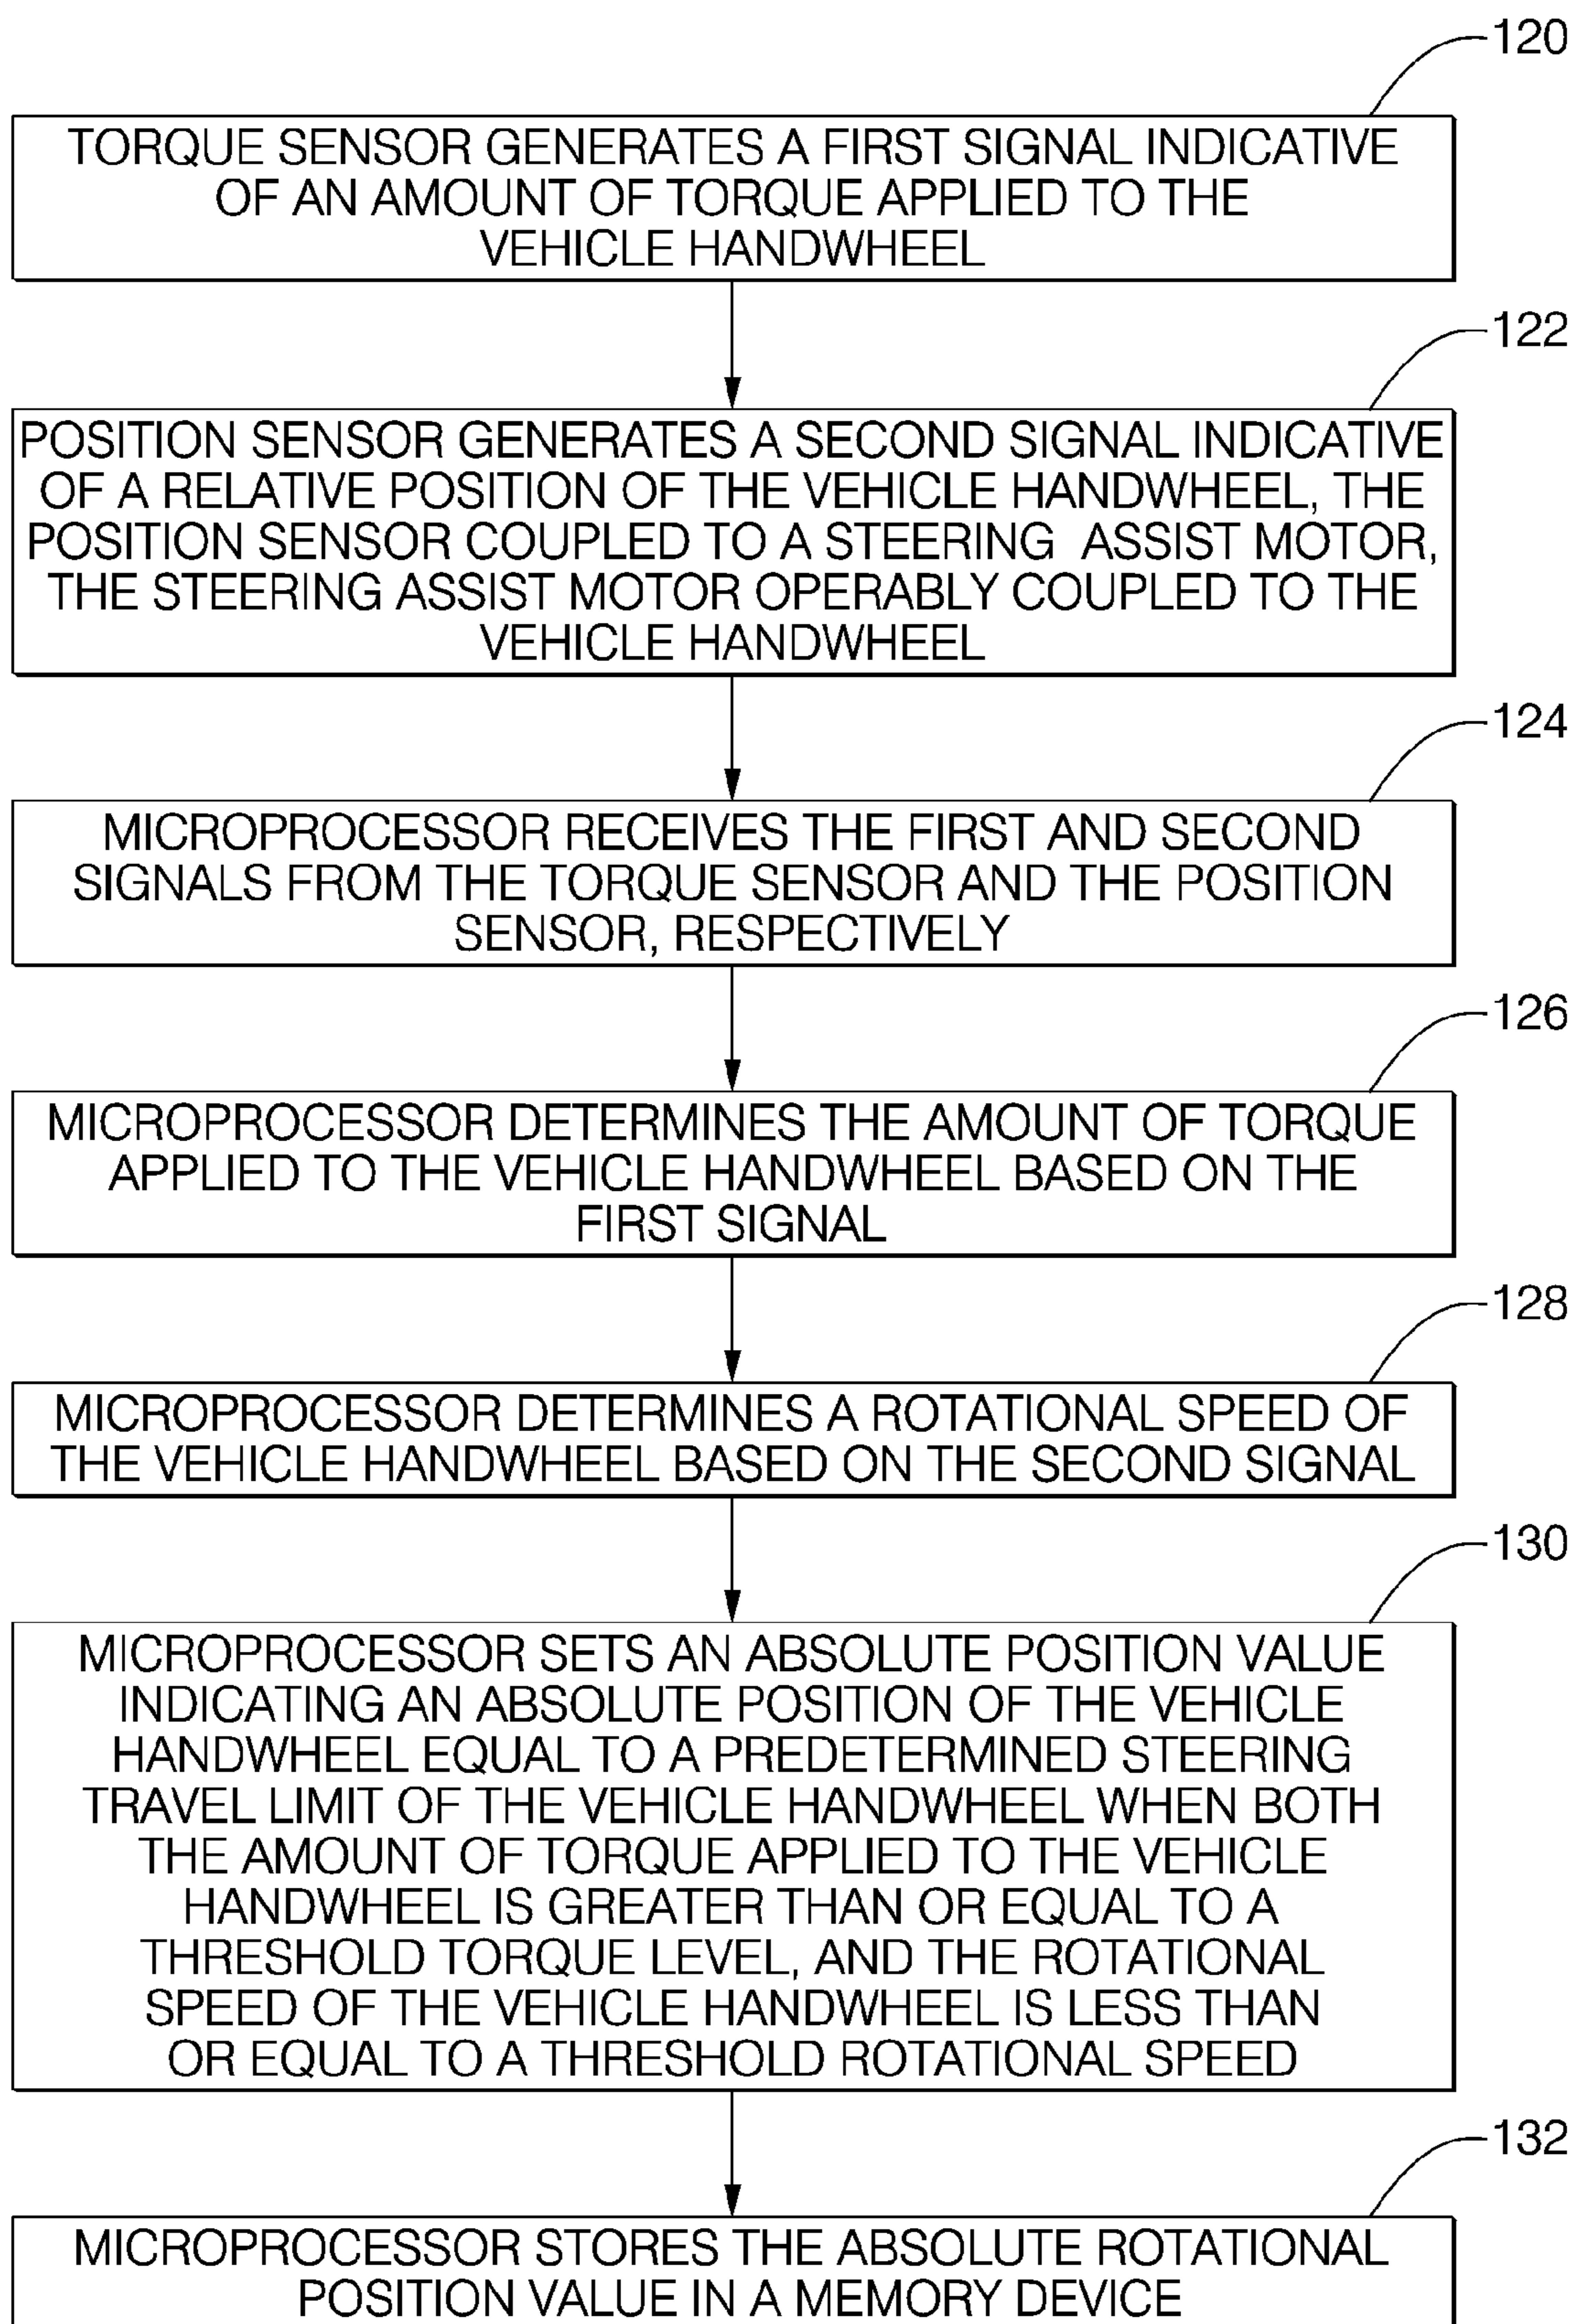 120
TORQUE SENSOR GENERATES A FIRST SIGNAL INDICATIVE
OF AN AMOUNT OF TORQUE APPLIED TO THE
VEHICLE HANDWHEEL
122
POSITION SENSOR GENERATES A SECOND SIGNAL INDICATIVE
OF A RELATIVE POSITION OF THE VEHICLE HANDWHEEL, THE
POSITION SENSOR COUPLED TO A STEERING ASSIST MOTOR,
THE STEERING ASSIST MOTOR OPERABLY COUPLED TO THE
VEHICLE HANDWHEEL
124
MICROPROCESSOR RECEIVES THE FIRST AND SECOND
SIGNALS FROM THE TORQUE SENSOR AND THE POSITION
SENSOR, RESPECTIVELY
126
MICROPROCESSOR DETERMINES THE AMOUNT OF TORQUE
APPLIED TO THE VEHICLE HANDWHEEL BASED ON THE
FIRST SIGNAL
128
MICROPROCESSOR DETERMINES A ROTATIONAL SPEED OF
THE VEHICLE HANDWHEEL BASED ON THE SECOND SIGNAL
130
MICROPROCESSOR SETS AN ABSOLUTE POSITION VALUE
INDICATING AN ABSOLUTE POSITION OF THE VEHICLE
HANDWHEEL EQUAL TO A PREDETERMINED STEERING
TRAVEL LIMIT OF THE VEHICLE HANDWHEEL WHEN BOTH
THE AMOUNT OF TORQUE APPLIED TO THE VEHICLE
HANDWHEEL IS GREATER THAN OR EQUAL TO A
THRESHOLD TORQUE LEVEL, AND THE ROTATIONAL
SPEED OF THE VEHICLE HANDWHEEL IS LESS THAN
OR EQUAL TO A THRESHOLD ROTATIONAL SPEED
132
MICROPROCESSOR STORES THE ABSOLUTE ROTATIONAL
POSITION VALUE IN A MEMORY DEVICE